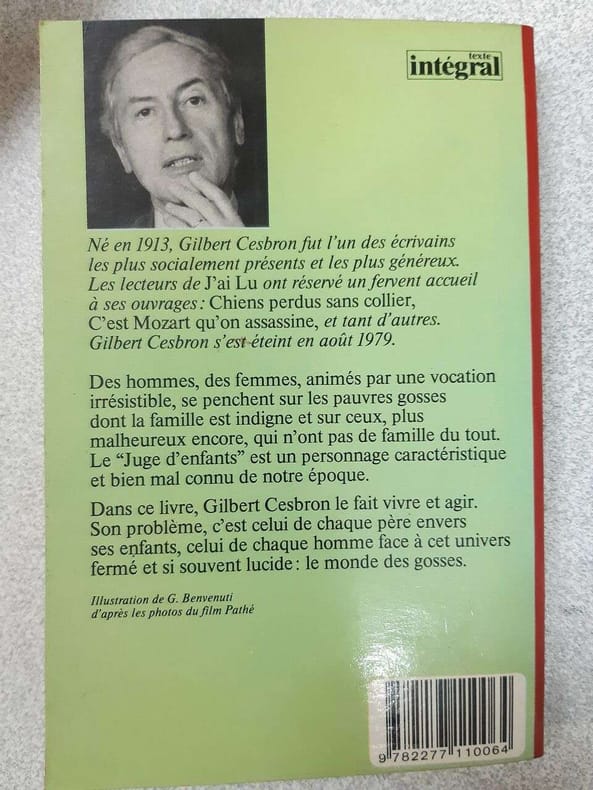 texte
intégral
Né en 1913, Gilbert Cesbron fut l'un des écrivains
les plus socialement présents et les plus généreux.
Les lecteurs de J'ai Lu ont réservé un fervent accueil
à ses ouvrages : Chiens perdus sans collier,
C'est Mozart qu'on assassine, et tant d'autres.
Gilbert Cesbron s'est éteint en août 1979.
Des hommes, des femmes, animés par une vocation
irrésistible, se penchent sur les pauvres gosses
dont la famille est indigne et sur ceux, plus
malheureux encore, qui n'ont pas de famille du tout.
Le “Juge d'enfants” est un personnage caractéristique
et bien mal connu de notre époque.
Dans ce livre, Gilbert Cesbron le fait vivre et agir.
Son problème, c'est celui de chaque père envers
ses enfants, celui de chaque homme face à cet univers
fermé et si souvent lucide : le monde des gosses.
Illustration de G. Benvenuti
d'après les photos du film Pathé
9 782277 110064